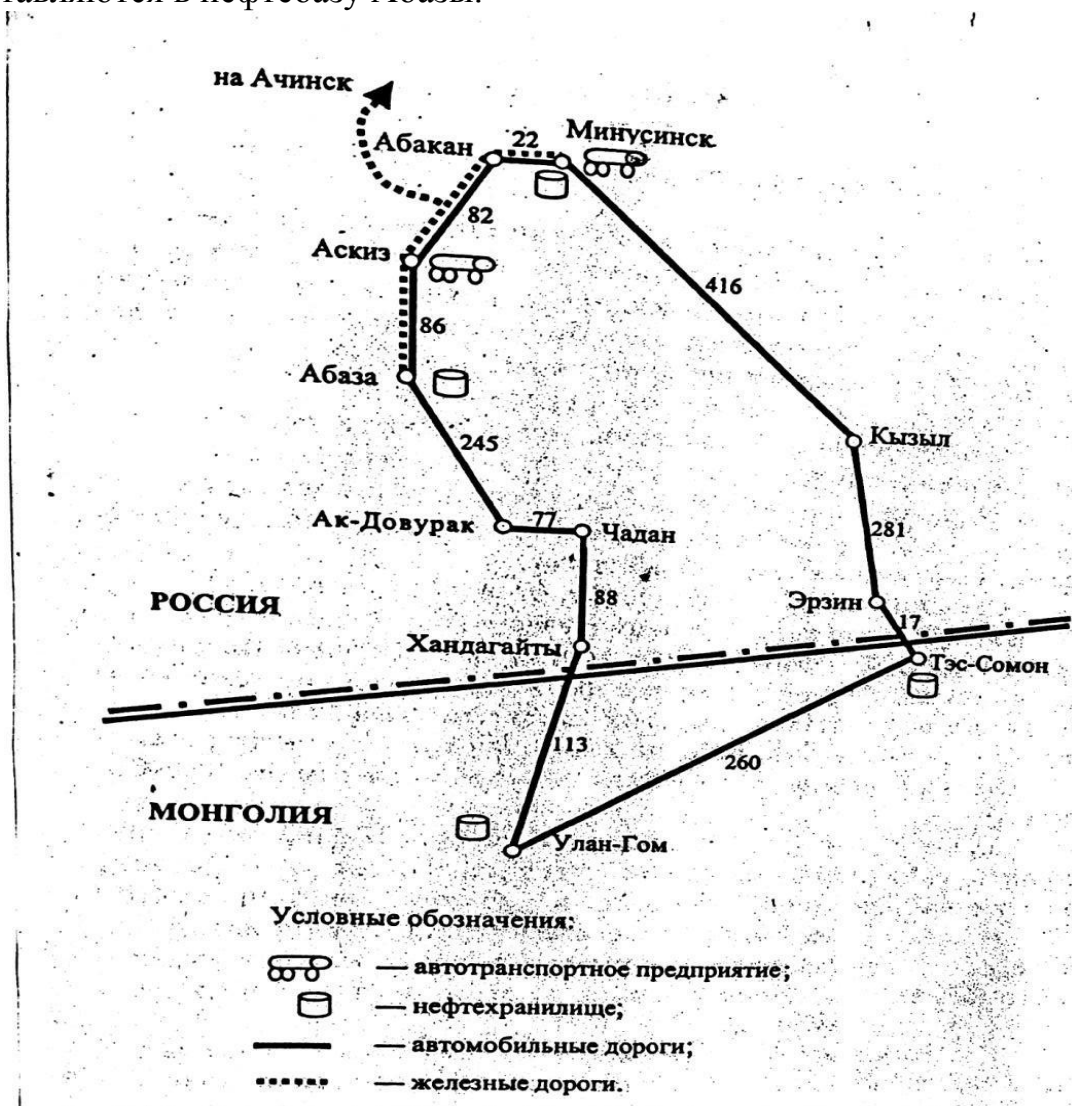 на Ачинск
22
Минусинск
Абакан
82
Аскиз
416
86
Абаза
Кызыл
245
Ак-Довурак
77
Чадан
281
РОССИЯ
88
Эрзин
17
Хандагайты
Тэс-Сомон
113
260
МОНГОЛИЯ
Улан-Гом
Условные обозначения:
— автотранспортное предприятие;
— нефтехранилище;
— автомобильные дороги;
— железные дороги.